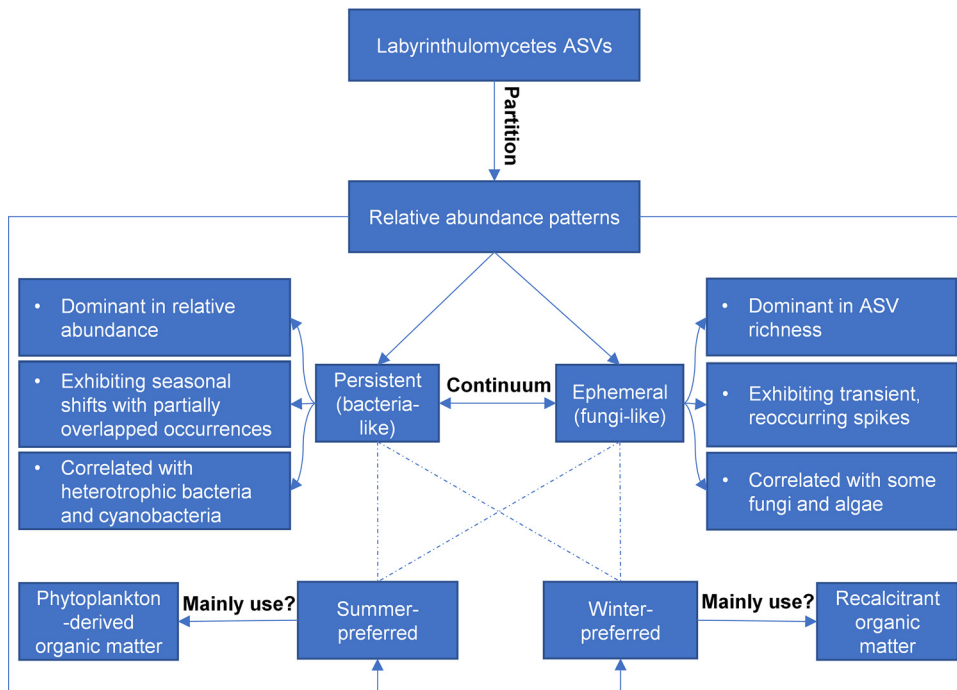 Labyrinthulomycetes ASVs
Partition
Relative abundance patterns
• Dominant in relative
abundance
• Exhibiting seasonal
shifts with partially
overlapped occurrences
• Correlated with
heterotrophic bacteria
and cyanobacteria
Persistent
(bacteria-
like)
Continuum
Ephemeral
(fungi-like)
• Dominant in ASV
richness
• Exhibiting transient,
reoccurring spikes
• Correlated with some
fungi and algae
Phytoplankton
-derived
organic matter
Mainly use?
Summer-
preferred
Winter-
preferred
Mainly use?
Recalcitrant
organic
matter